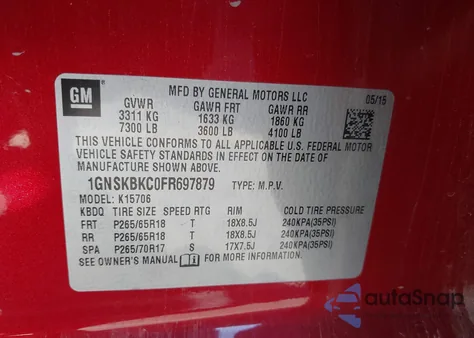 GM
MFD BY GENERAL MOTORS LLC
05/15
GVWR GAWR FRT GAWR RR
3311 KG 1633 KG 1860 KG
7300 LB 3600 LB 4100 LB
THIS VEHICLE CONFORMS TO ALL APPLICABLE U.S. FEDERAL MOTOR
VEHICLE SAFETY AND THEFT PREVENTION STANDARDS IN EFFECT ON THE DATE OF
MANUFACTURE SHOWN ABOVE.
1GNSKBKC0FR697879 TYPE: M.P.V.
MODEL: K15706
KBDQ TIRE SIZE SPEED RTG RIM COLD TIRE PRESSURE
FRT P265/65R18 T 18X8.5J 240KPA(35PSI)
RR P265/65R18 T 18X8.5J 240KPA(35PSI)
SPA P265/70R17 S 17X7.5J 240KPA(35PSI)
SEE OWNER'S MANUAL FOR MORE INFORMATION.
autoSnap